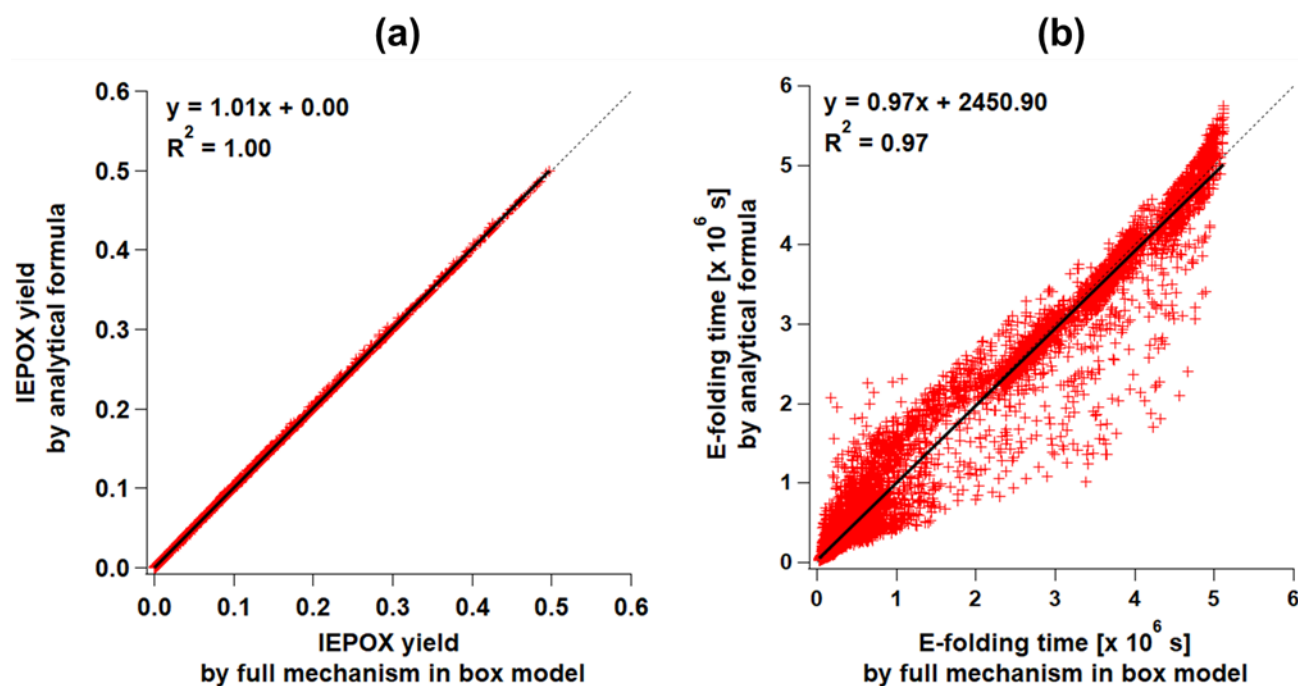 (a)
y = 1.01x + 0.00
R² = 1.00
0.6
0.5
0.4
0.3
0.2
0.1
0.0
IEPOX yield
by analytical formula
0.0 0.1 0.2 0.3 0.4 0.5 0.6
IEPOX yield
by full mechanism in box model
(b)
y = 0.97x + 2450.90
R² = 0.97
6
5
4
3
2
1
0
E-folding time [x 10⁶ s]
by analytical formula
0 1 2 3 4 5 6
E-folding time [x 10⁶ s]
by full mechanism in box model